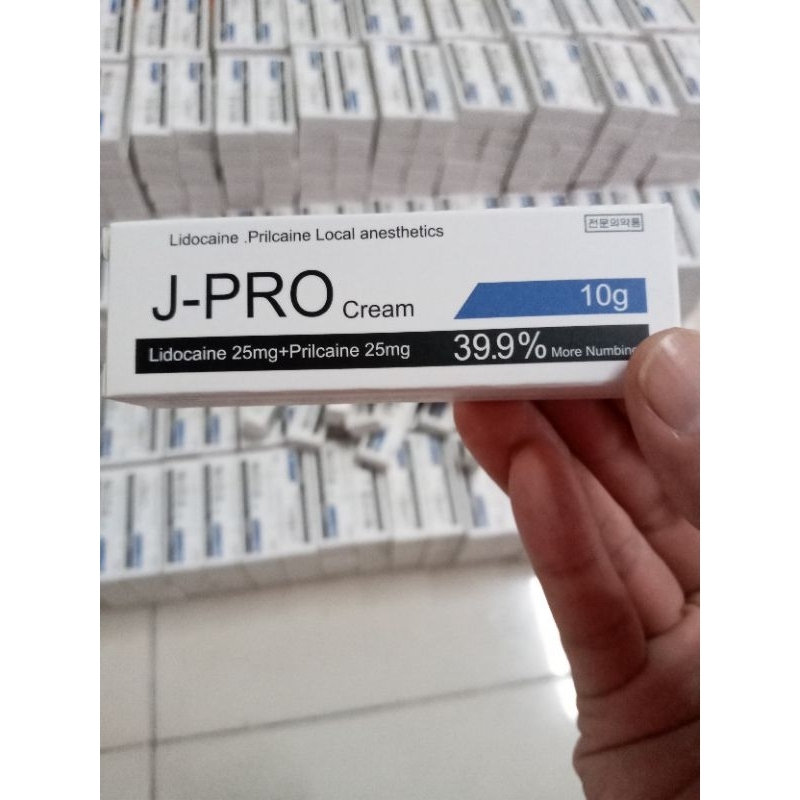 Lidocaine .Prilcaine Local anesthetics
전문의약품
J-PRO Cream
10g
Lidocaine 25mg+Prilcaine 25mg
39.9% More Numbing